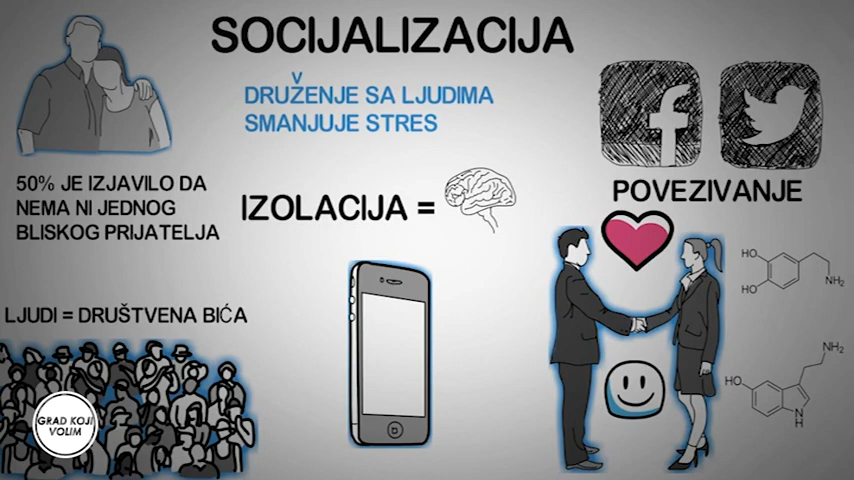 SOCIJALIZACIJA
DRUŽENJE SA LJUDIMA
SMANJUJE STRES
50% JE IZJAVILO DA
NEMA NI JEDNOG
BLISKOG PRIJATELJA
IZOLACIJA =
POVEZIVANJE
LJUDI = DRUŠTVENA BIĆA
GRAD KOJI
VOLIM
f
HO
HO
NH₂
NH₂
HO
N
H